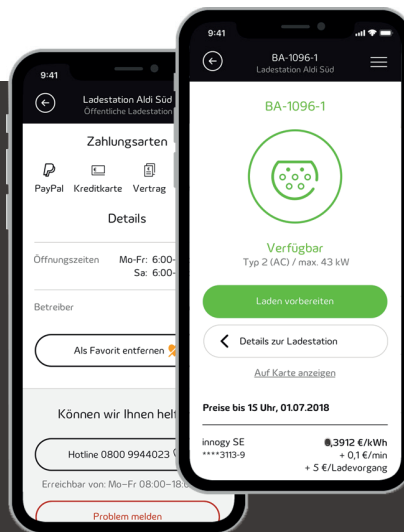 9:41
Ladestation Aldi Süd
Öffentliche Ladestation
Zahlungsarten
PayPal Kreditkarte Vertrag
Details
Öffnungszeiten Mo-Fr: 6:00-
Sa: 6:00-
Betreiber
Als Favorit entfernen
Können wir Ihnen hel
Hotline 0800 9944023
Erreichbar von: Mo-Fr 08:00-18:
Problem melden
9:41
BA-1096-1
Ladestation Aldi Süd
BA-1096-1
Verfügbar
Typ 2 (AC) / max. 43 kW
Laden vorbereiten
Details zur Ladestation
Auf Karte anzeigen
Preise bis 15 Uhr, 01.07.2018
innogy SE ,3912 €/kWh
****3113-9 + 0,1 €/min
+ 5 €/Ladevorgang